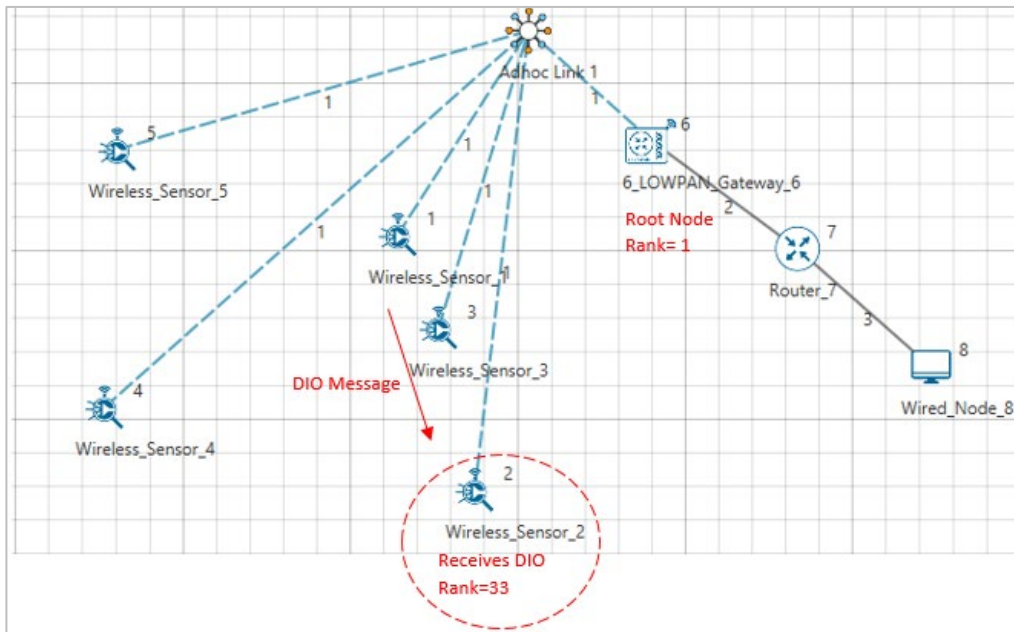 Adhoc Link 1
1
1
5
Wireless_Sensor_5
6
6_LOWPAN_Gateway_6
1
1
1
1
2
Root Node
Rank= 1
7
Router_7
1
Wireless_Sensor_1
1
3
3
Wireless_Sensor_3
DIO Message
8
Wired_Node_8
4
Wireless_Sensor_4
2
Wireless_Sensor_2
Receives DIO
Rank=33